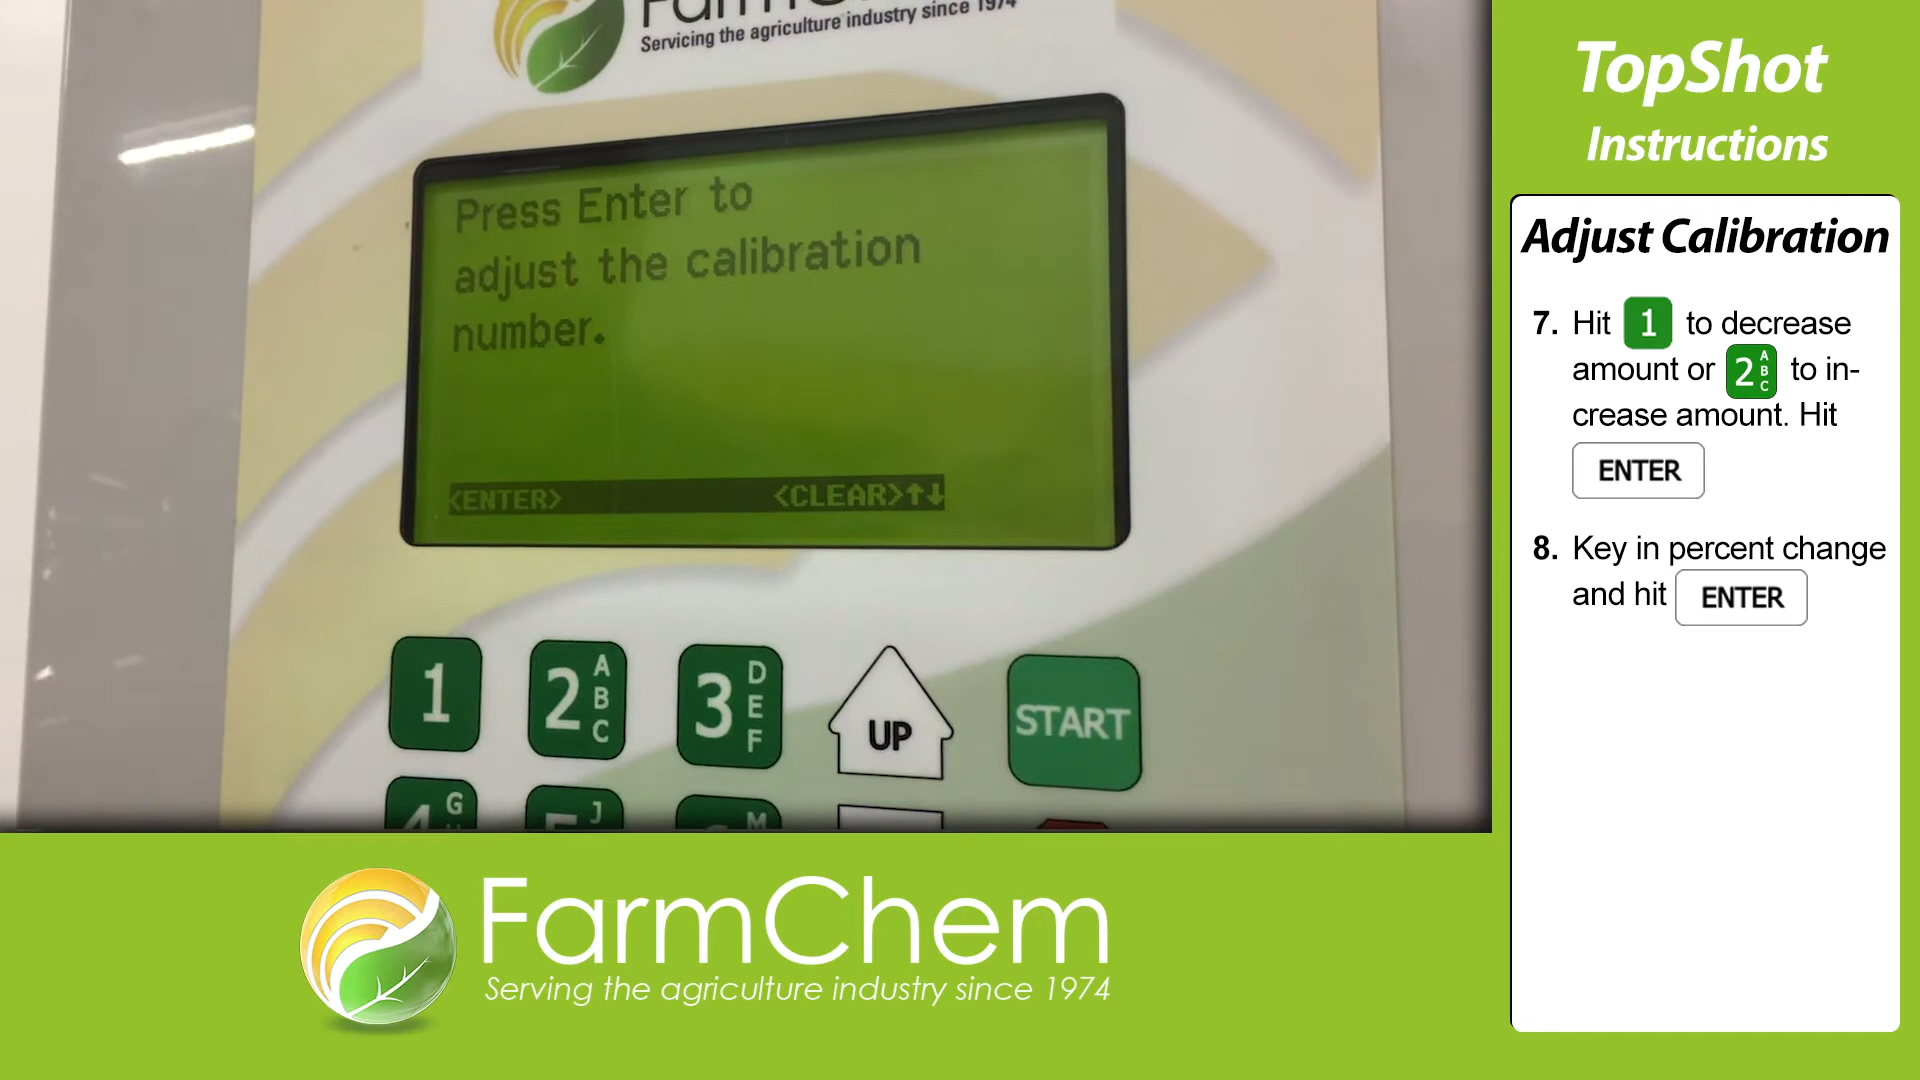 Servicing the agriculture industry since 1974
Press Enter to
adjust the calibration
number.
<ENTER> <CLEAR>↑↓
1 2 A B C 3 D E F UP START
4 G J M
TopShot
Instructions
Adjust Calibration
7. Hit 1 to decrease
amount or 2 A B C to in-
crease amount. Hit
ENTER
8. Key in percent change
and hit ENTER
FarmChem
Serving the agriculture industry since 1974